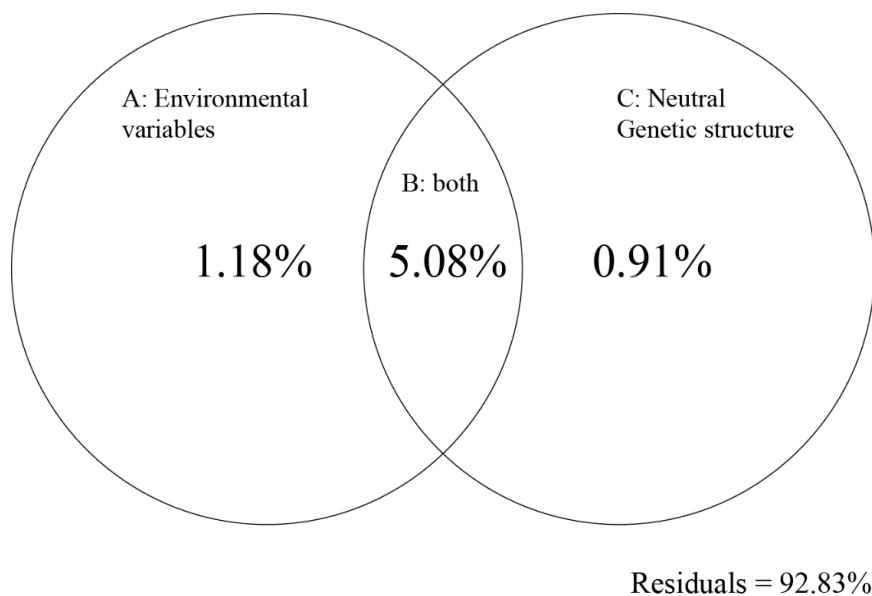 A: Environmental
variables
C: Neutral
Genetic structure
B: both
1.18%
5.08%
0.91%
Residuals = 92.83%